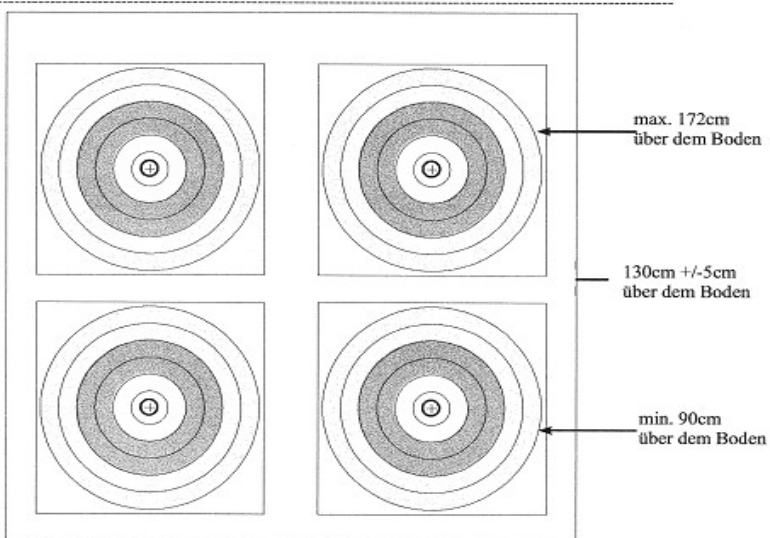 max. 172cm
über dem Boden
130cm +/-5cm
über dem Boden
min. 90cm
über dem Boden